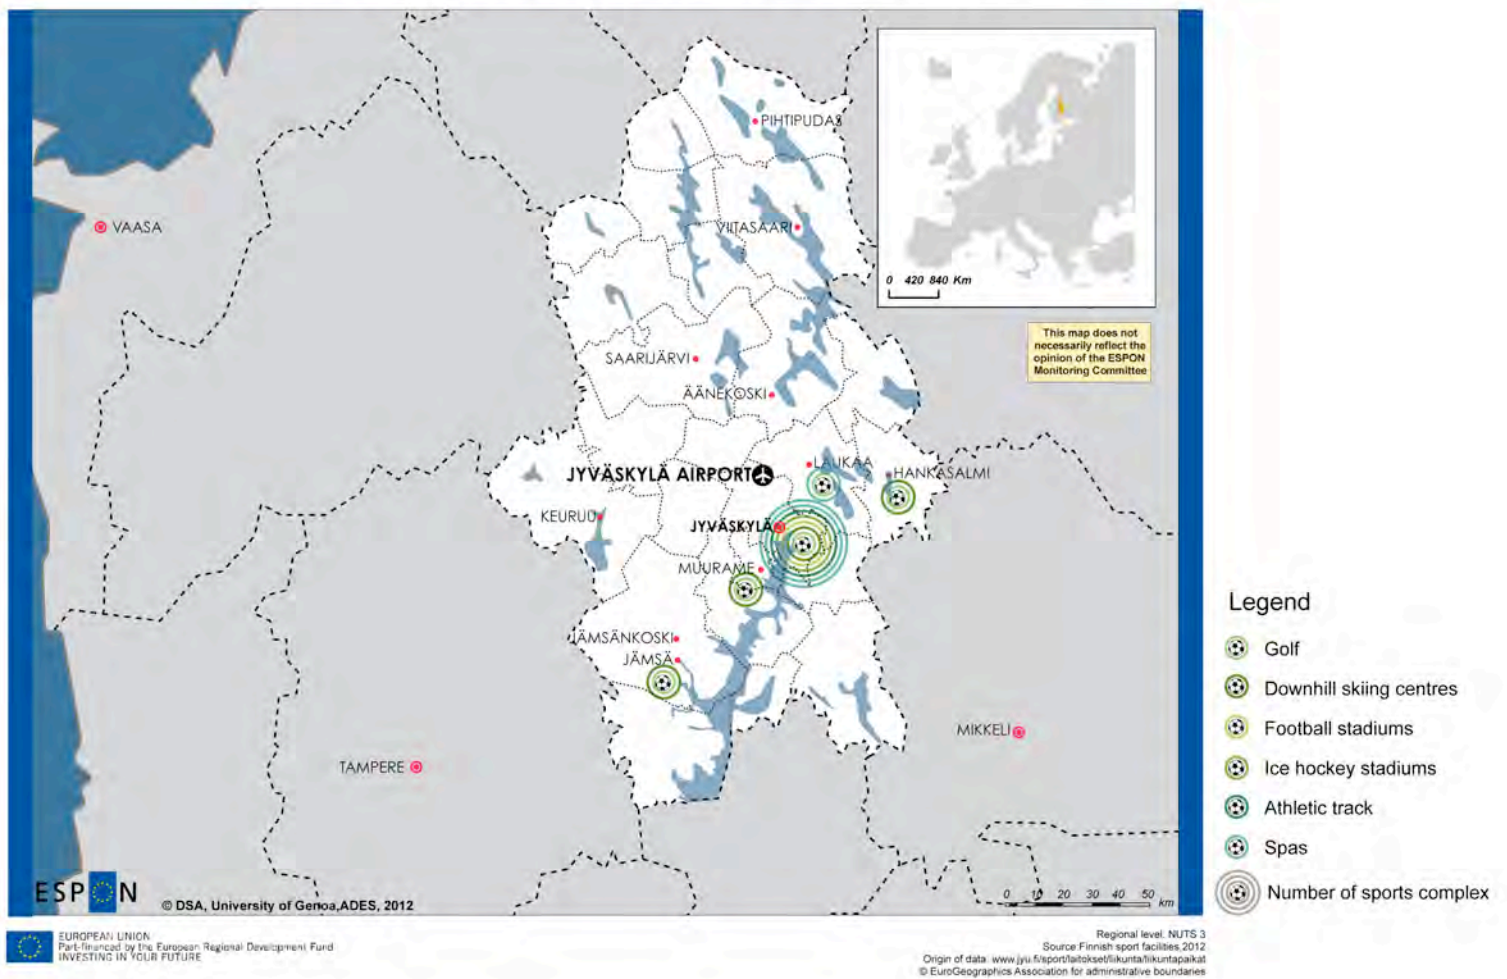 PIHTIPUDAS
VAASA
VIITASAARI
0 420 840 Km
This map does not
necessarily reflect the
opinion of the ESPON
Monitoring Committee
SAARIJÄRVI
ÄÄNEKOSKI
LAUKAA
JYVÄSKYLÄ AIRPORT
HANKASALMI
KEURUU
JYVÄSKYLÄ
MUURAME
JÄMSÄNKOSKI
JÄMSÄ
MIKKELI
TAMPERE
Legend
Golf
Downhill skiing centres
Football stadiums
Ice hockey stadiums
Athletic track
Spas
Number of sports complex
ESPON
© DSA, University of Genoa,ADES, 2012
0 10 20 30 40 50
km
EUROPEAN UNION
Part-financed by the European Regional Development Fund
INVESTING IN YOUR FUTURE
Regional level: NUTS 3
Source Finnish sport facilities 2012
Origin of data: www.jyu.fi/sport/laitokset/liikunta/liikuntapaikat
© EuroGeographics Association for administrative boundaries